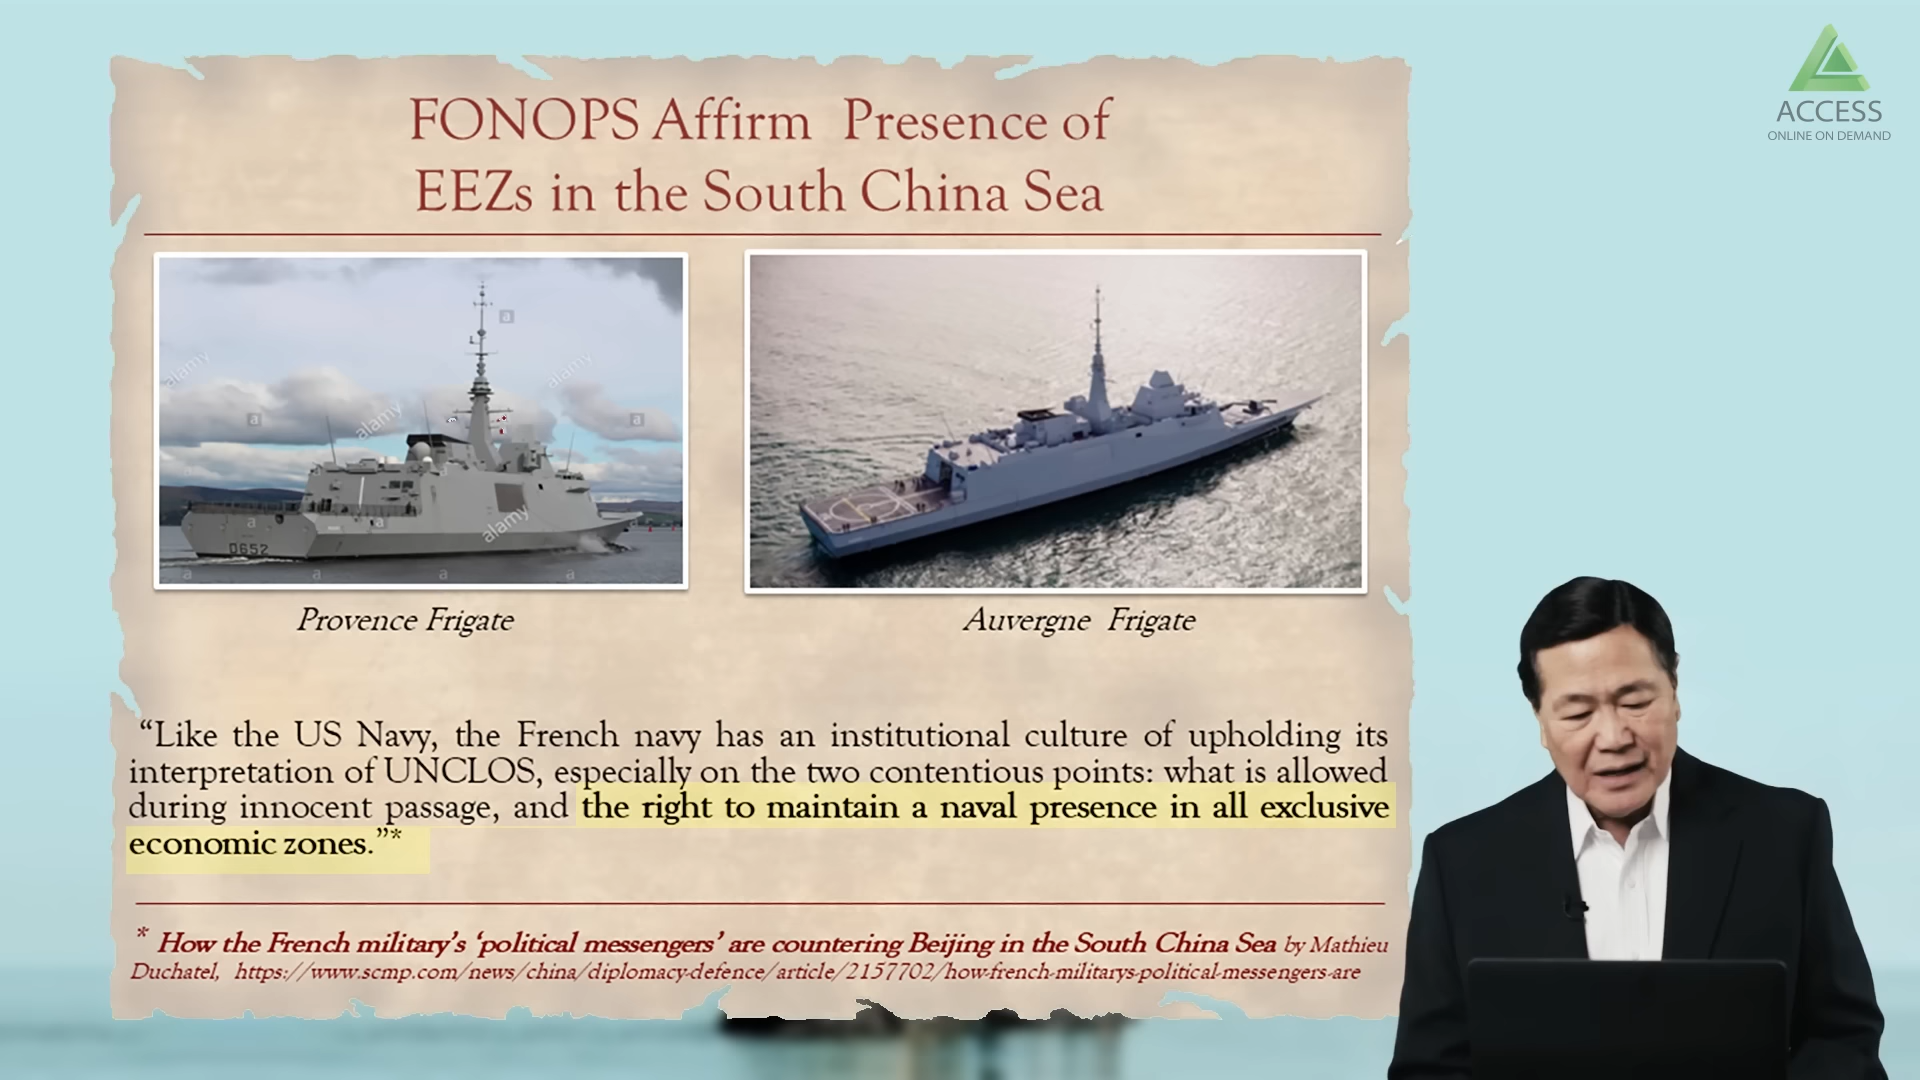 ACCESS
ONLINE ON DEMAND
FONOPS Affirm Presence of
EEZs in the South China Sea
alamy
alamy
alamy
alamy
a
a
a
a
a
a
a
a
a
D652
Provence Frigate
Auvergne Frigate
“Like the US Navy, the French navy has an institutional culture of upholding its
interpretation of UNCLOS, especially on the two contentious points: what is allowed
during innocent passage, and the right to maintain a naval presence in all exclusive
economic zones.”*
* How the French military’s ‘political messengers’ are countering Beijing in the South China Sea by Mathieu
Duchatel, https://www.scmp.com/news/china/diplomacy-defence/article/2157702/how-french-militarys-political-messengers-are